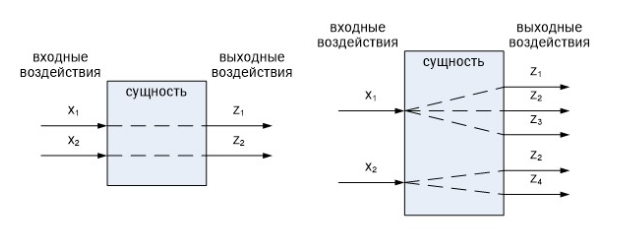 входные
воздействия
выходные
воздействия
сущность
X₁
Z₁
X₂
Z₂
входные
воздействия
выходные
воздействия
сущность
Z₁
X₁
Z₂
Z₃
X₂
Z₂
Z₄